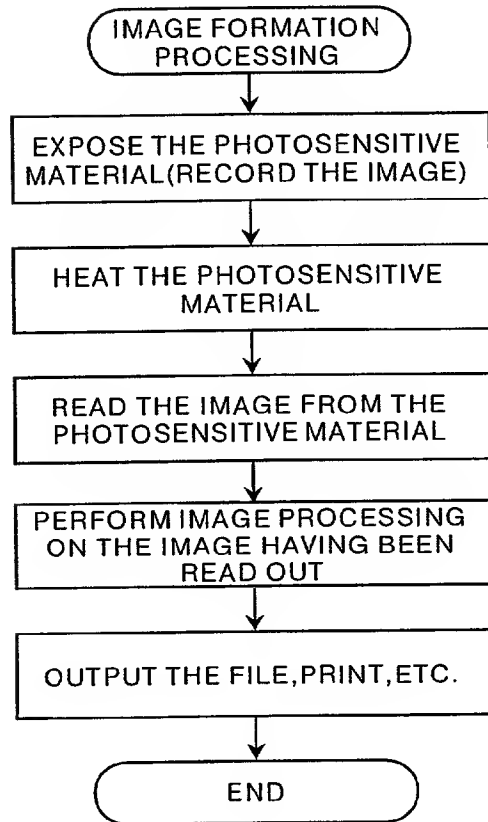 IMAGE FORMATION
PROCESSING
EXPOSE THE PHOTOSENSITIVE
MATERIAL(RECORD THE IMAGE)
HEAT THE PHOTOSENSITIVE
MATERIAL
READ THE IMAGE FROM THE
PHOTOSENSITIVE MATERIAL
PERFORM IMAGE PROCESSING
ON THE IMAGE HAVING BEEN
READ OUT
OUTPUT THE FILE,PRINT,ETC.
END